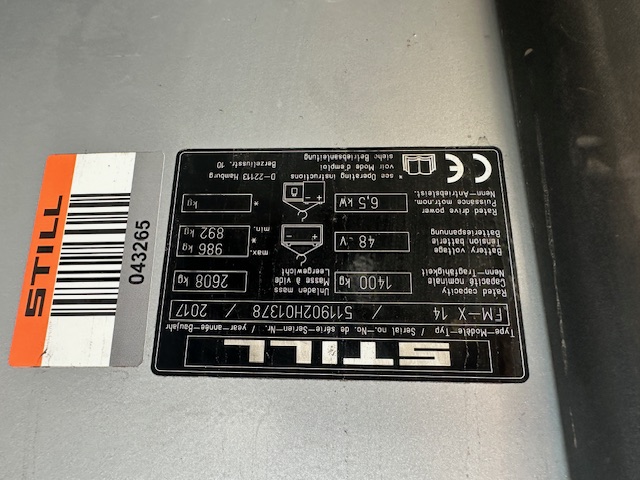 STILL
Type-Modèle-Typ / Serial no.-No. de série-Serien-Nr. / year-année-Baujahr
FM-X 14 / 511902H01378 / 2017
Rated capacity
Capacité nominale
Nenn-Tragfähigkeit
1400 kg
Unladen mass
Masse à vide
Leergewicht
2608 kg
Battery voltage
Tension batterie
Batteriespannung
48 V
max. 986 kg
min. 892
*
Rated drive power
Puissance motr.nom.
Nenn-Antriebsleist.
6,5 kW
* kg
CE
* see Operating instructions
voir Mode d'emploi
siehe Betriebsanleitung
D-22113 Hamburg
Berzeliusstr. 10
STILL
043265